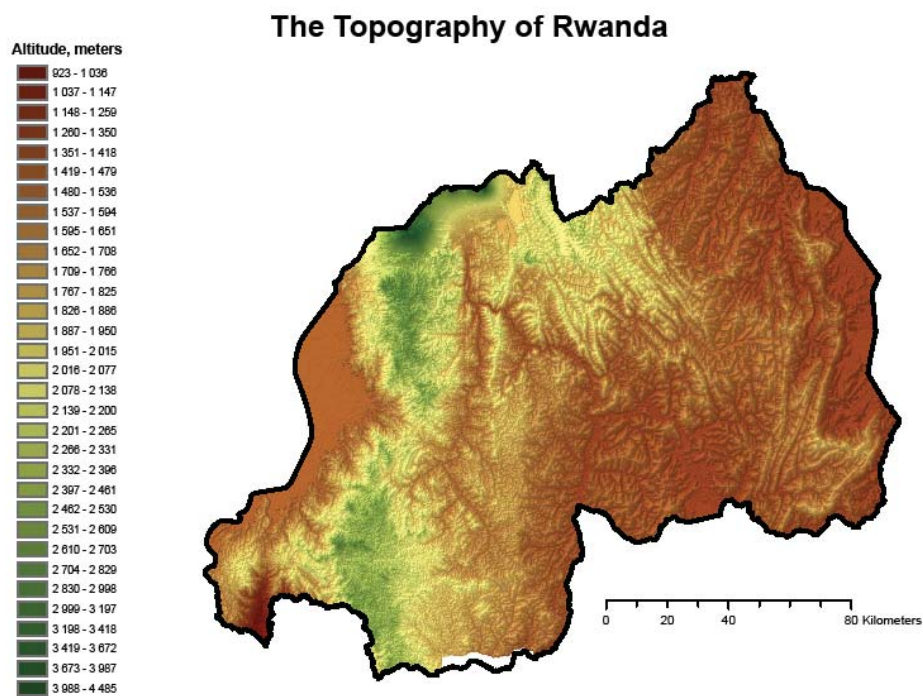 The Topography of Rwanda
Altitude, meters
923 - 1 036
1 037 - 1 147
1 148 - 1 259
1 260 - 1 350
1 351 - 1 418
1 419 - 1 479
1 480 - 1 536
1 537 - 1 594
1 595 - 1 651
1 652 - 1 708
1 709 - 1 766
1 767 - 1 825
1 826 - 1 886
1 887 - 1 950
1 951 - 2 015
2 016 - 2 077
2 078 - 2 138
2 139 - 2 200
2 201 - 2 265
2 266 - 2 331
2 332 - 2 396
2 397 - 2 461
2 462 - 2 530
2 531 - 2 609
2 610 - 2 703
2 704 - 2 829
2 830 - 2 998
2 999 - 3 197
3 198 - 3 418
3 419 - 3 672
3 673 - 3 987
3 988 - 4 485
0 20 40 80 Kilometers